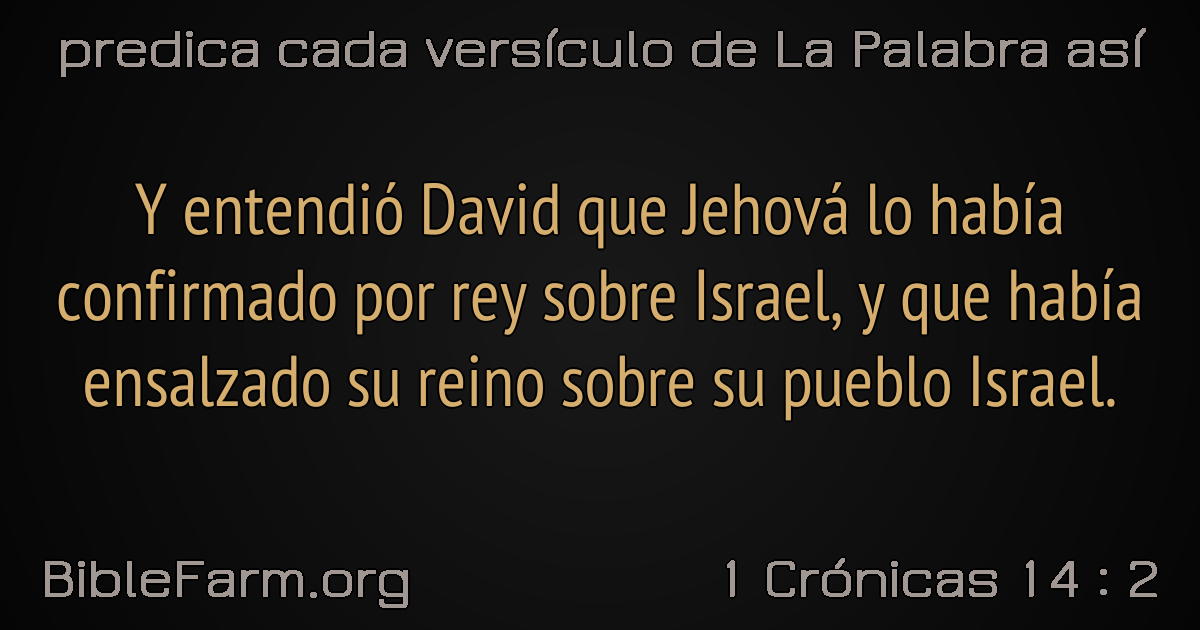 predica cada versículo de La Palabra así
Y entendió David que Jehová lo había
confirmado por rey sobre Israel, y que había
ensalzado su reino sobre su pueblo Israel.
BibleFarm.org
1 Crónicas 14 : 2